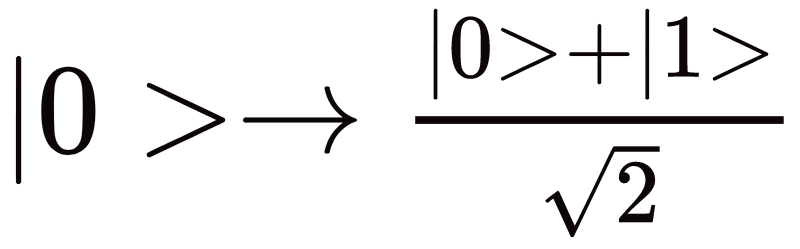 |0 > → (|0> + |1>) / √2